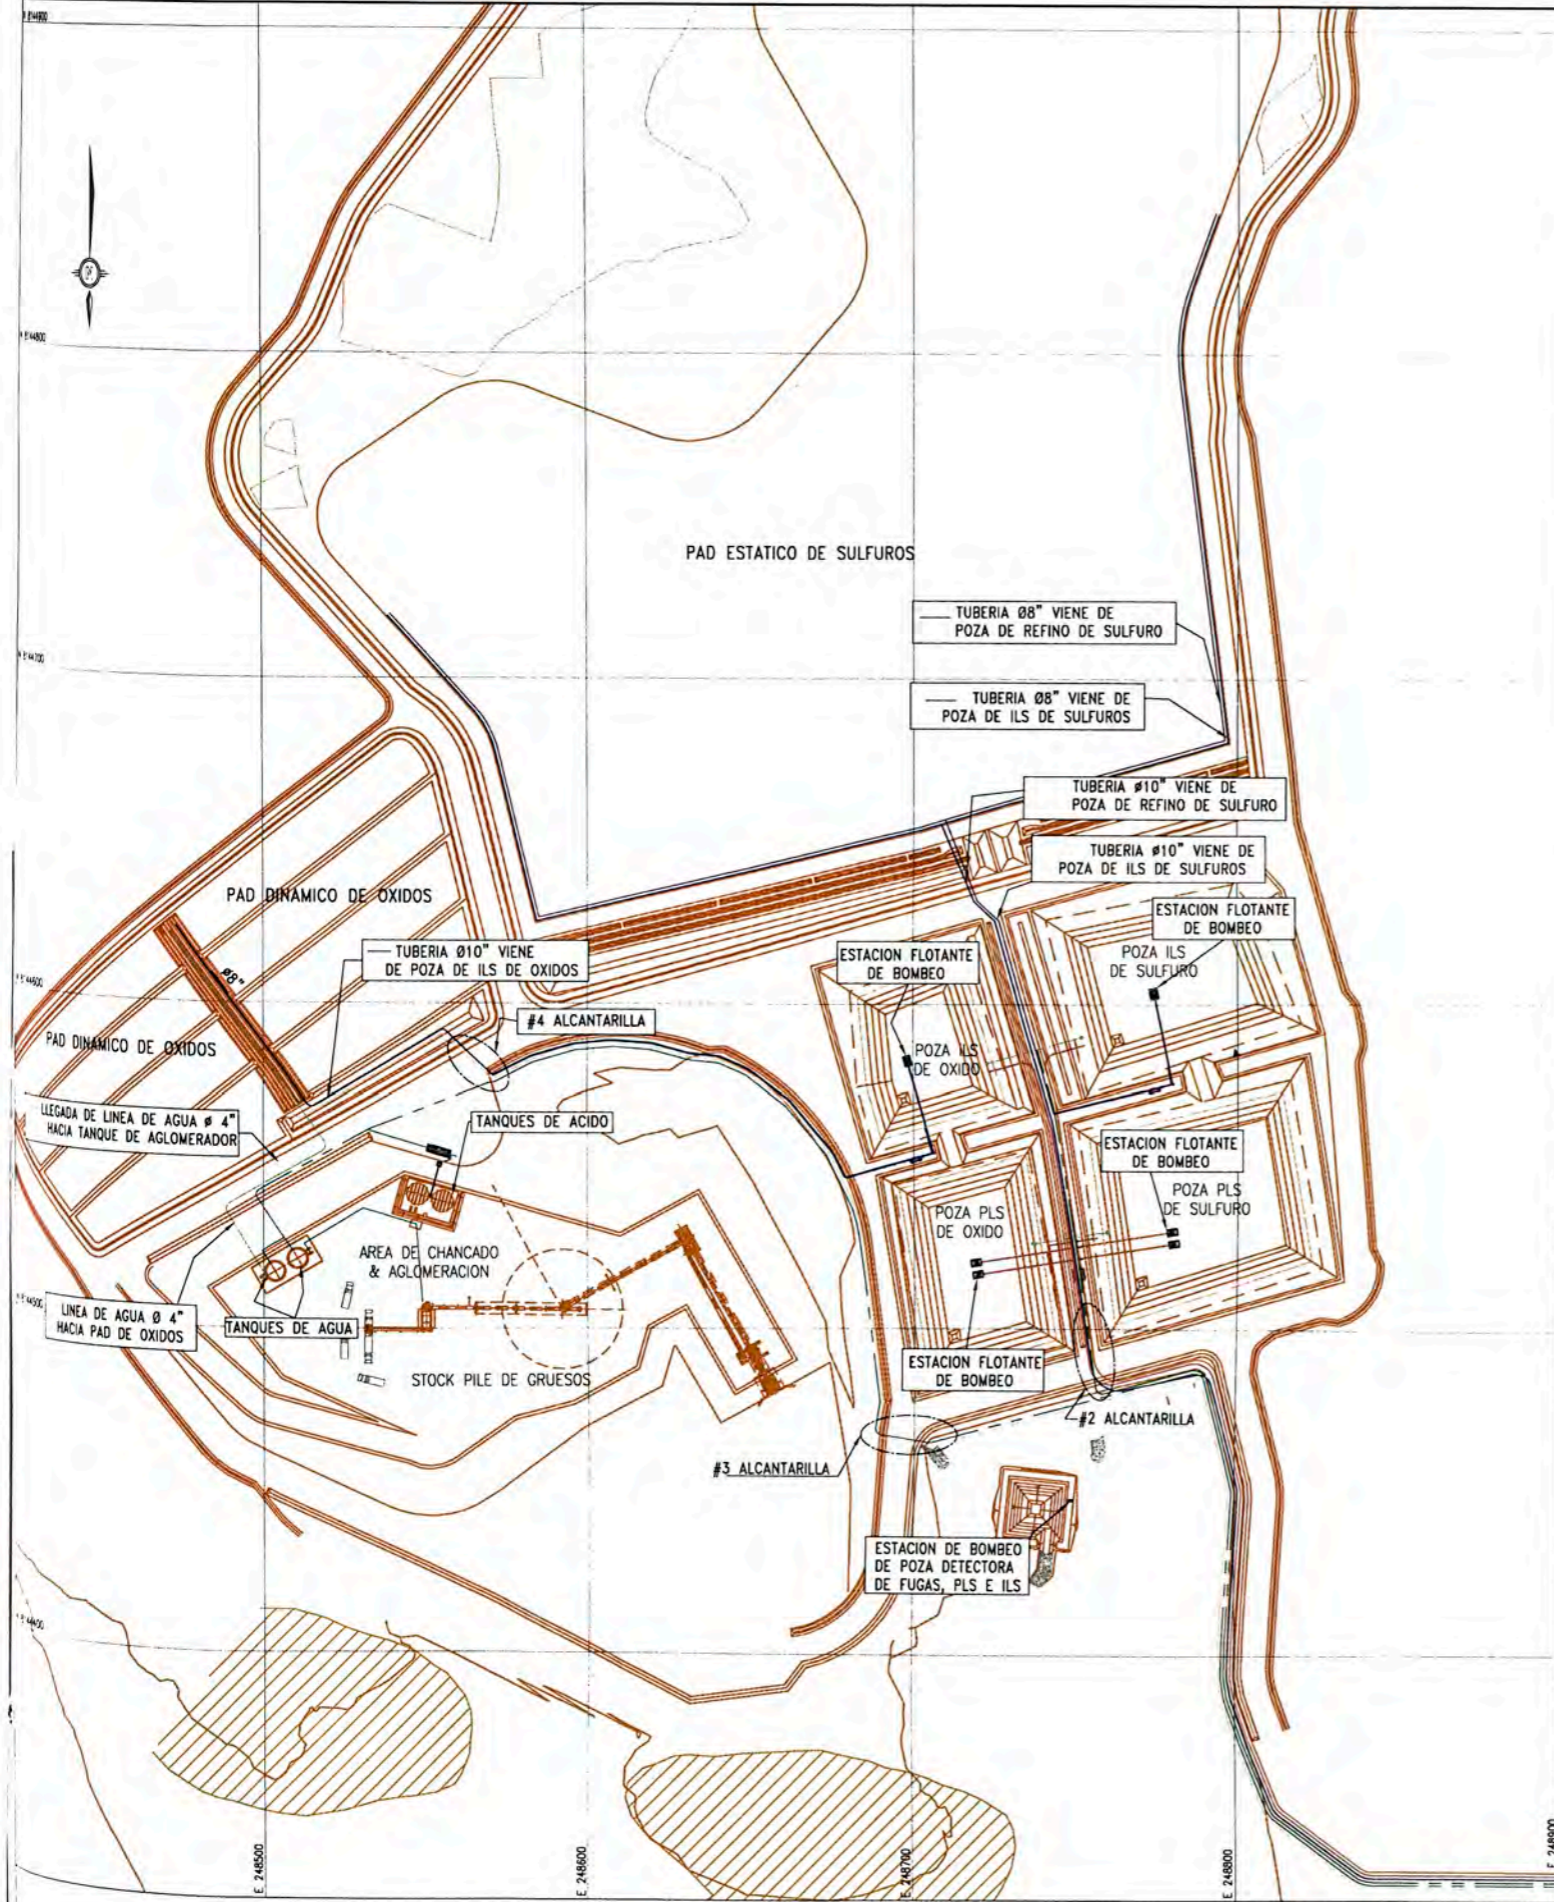 PAD ESTATICO DE SULFUROS
TUBERIA Ø8" VIENE DE
POZA DE REFINO DE SULFURO
TUBERIA Ø8" VIENE DE
POZA DE ILS DE SULFUROS
TUBERIA Ø10" VIENE DE
POZA DE REFINO DE SULFURO
TUBERIA Ø10" VIENE DE
POZA DE ILS DE SULFUROS
PAD DINAMICO DE OXIDOS
ESTACION FLOTANTE
DE BOMBEO
TUBERIA Ø10" VIENE
DE POZA DE ILS DE OXIDOS
ESTACION FLOTANTE
DE BOMBEO
POZA ILS
DE SULFURO
Ø8"
#4 ALCANTARILLA
PAD DINAMICO DE OXIDOS
POZA ILS
DE OXIDO
LLEGADA DE LINEA DE AGUA Ø 4"
HACIA TANQUE DE AGLOMERADOR
TANQUES DE ACIDO
ESTACION FLOTANTE
DE BOMBEO
POZA PLS
DE SULFURO
POZA PLS
DE OXIDO
AREA DE CHANCADO
& AGLOMERACION
LINEA DE AGUA Ø 4"
HACIA PAD DE OXIDOS
TANQUES DE AGUA
STOCK PILE DE GRUESOS
ESTACION FLOTANTE
DE BOMBEO
#2 ALCANTARILLA
#3 ALCANTARILLA
ESTACION DE BOMBEO
DE POZA DETECTORA
DE FUGAS, PLS E ILS
E 248500
E 248600
E 248700
E 248800
E 248900